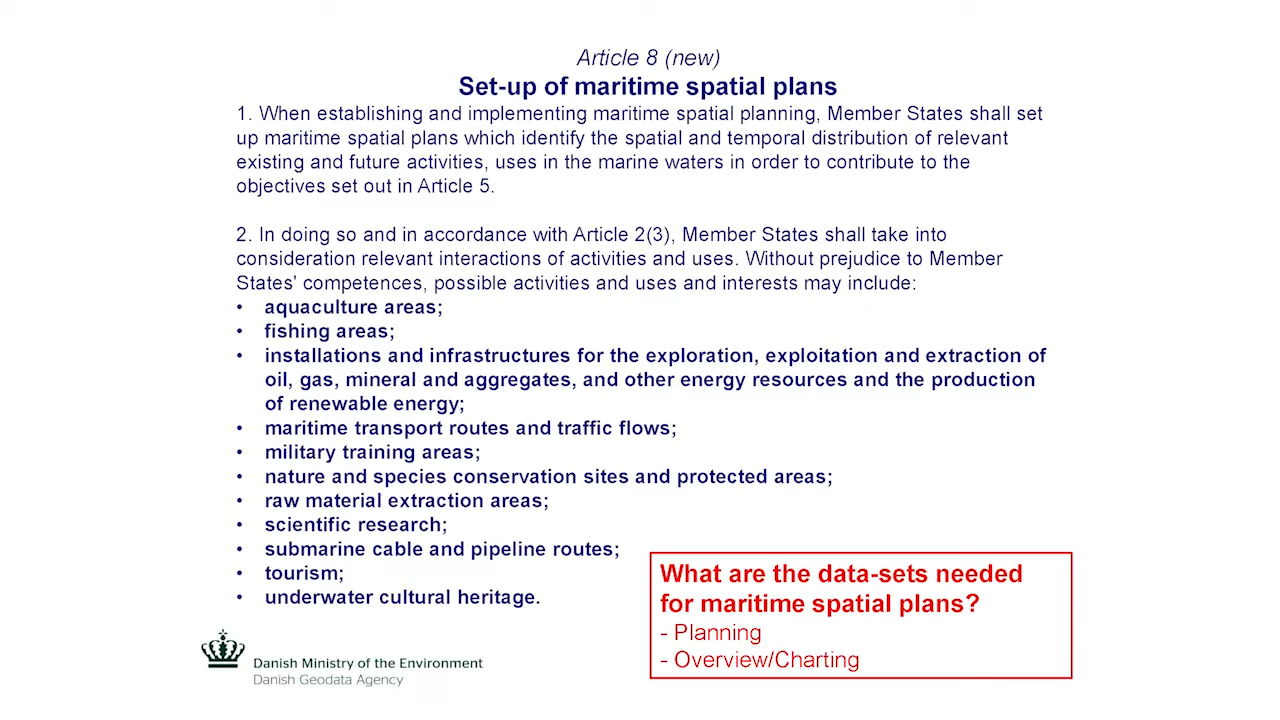 Article 8 (new)
Set-up of maritime spatial plans
1. When establishing and implementing maritime spatial planning, Member States shall set
up maritime spatial plans which identify the spatial and temporal distribution of relevant
existing and future activities, uses in the marine waters in order to contribute to the
objectives set out in Article 5.
2. In doing so and in accordance with Article 2(3), Member States shall take into
consideration relevant interactions of activities and uses. Without prejudice to Member
States' competences, possible activities and uses and interests may include:
• aquaculture areas;
• fishing areas;
• installations and infrastructures for the exploration, exploitation and extraction of
oil, gas, mineral and aggregates, and other energy resources and the production
of renewable energy;
• maritime transport routes and traffic flows;
• military training areas;
• nature and species conservation sites and protected areas;
• raw material extraction areas;
• scientific research;
• submarine cable and pipeline routes;
• tourism;
• underwater cultural heritage.
What are the data-sets needed
for maritime spatial plans?
- Planning
- Overview/Charting
Danish Ministry of the Environment
Danish Geodata Agency